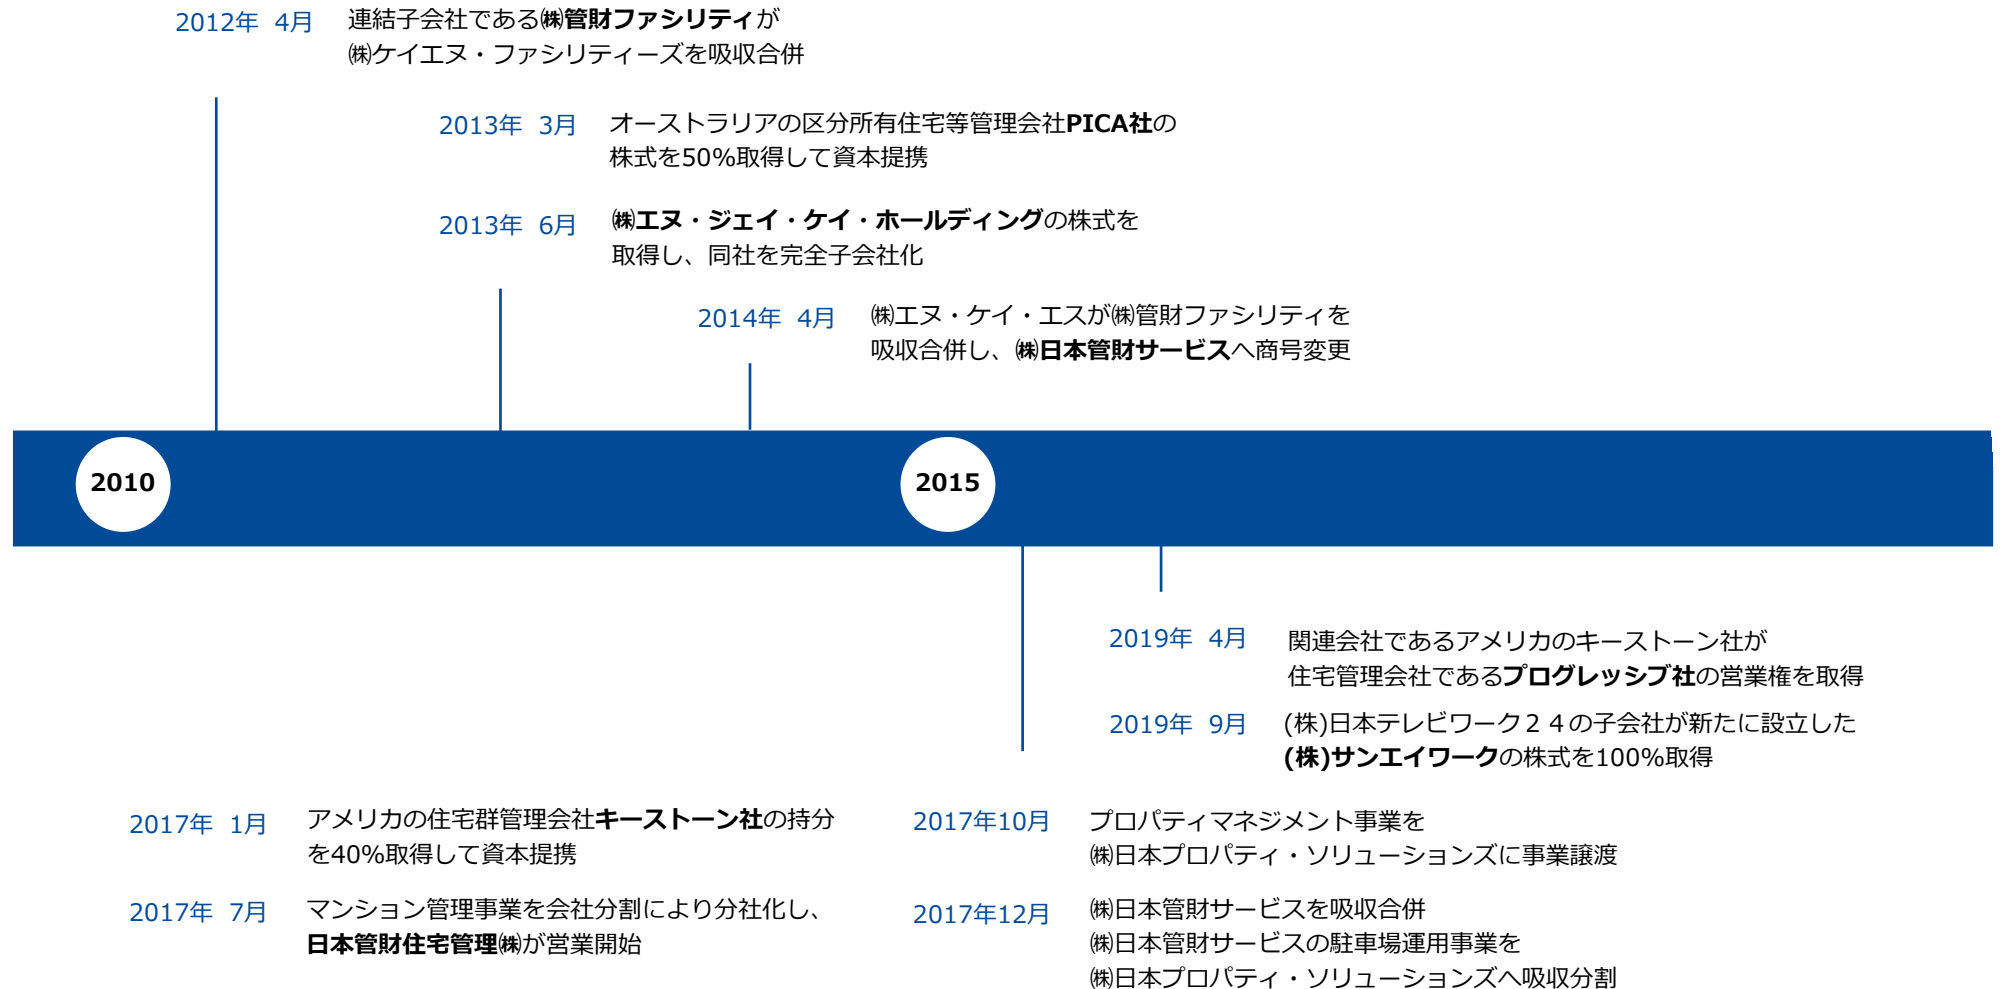 2012年 4月
連結子会社である㈱管財ファシリティが
㈱ケイエヌ・ファシリティーズを吸収合併
2013年 3月
オーストラリアの区分所有住宅等管理会社PICA社の
株式を50%取得して資本提携
2013年 6月
㈱エヌ・ジェイ・ケイ・ホールディングの株式を
取得し、同社を完全子会社化
2014年 4月
㈱エヌ・ケイ・エスが㈱管財ファシリティを
吸収合併し、㈱日本管財サービスへ商号変更
2010
2015
2019年 4月
関連会社であるアメリカのキーストーン社が
住宅管理会社であるプログレッシブ社の営業権を取得
2019年 9月
(株)日本テレビワーク２４の子会社が新たに設立した
(株)サンエイワークの株式を100%取得
2017年 1月
アメリカの住宅群管理会社キーストーン社の持分
を40%取得して資本提携
2017年 7月
マンション管理事業を会社分割により分社化し、
日本管財住宅管理㈱が営業開始
2017年10月
プロパティマネジメント事業を
㈱日本プロパティ・ソリューションズに事業譲渡
2017年12月
㈱日本管財サービスを吸収合併
㈱日本管財サービスの駐車場運用事業を
㈱日本プロパティ・ソリューションズへ吸収分割